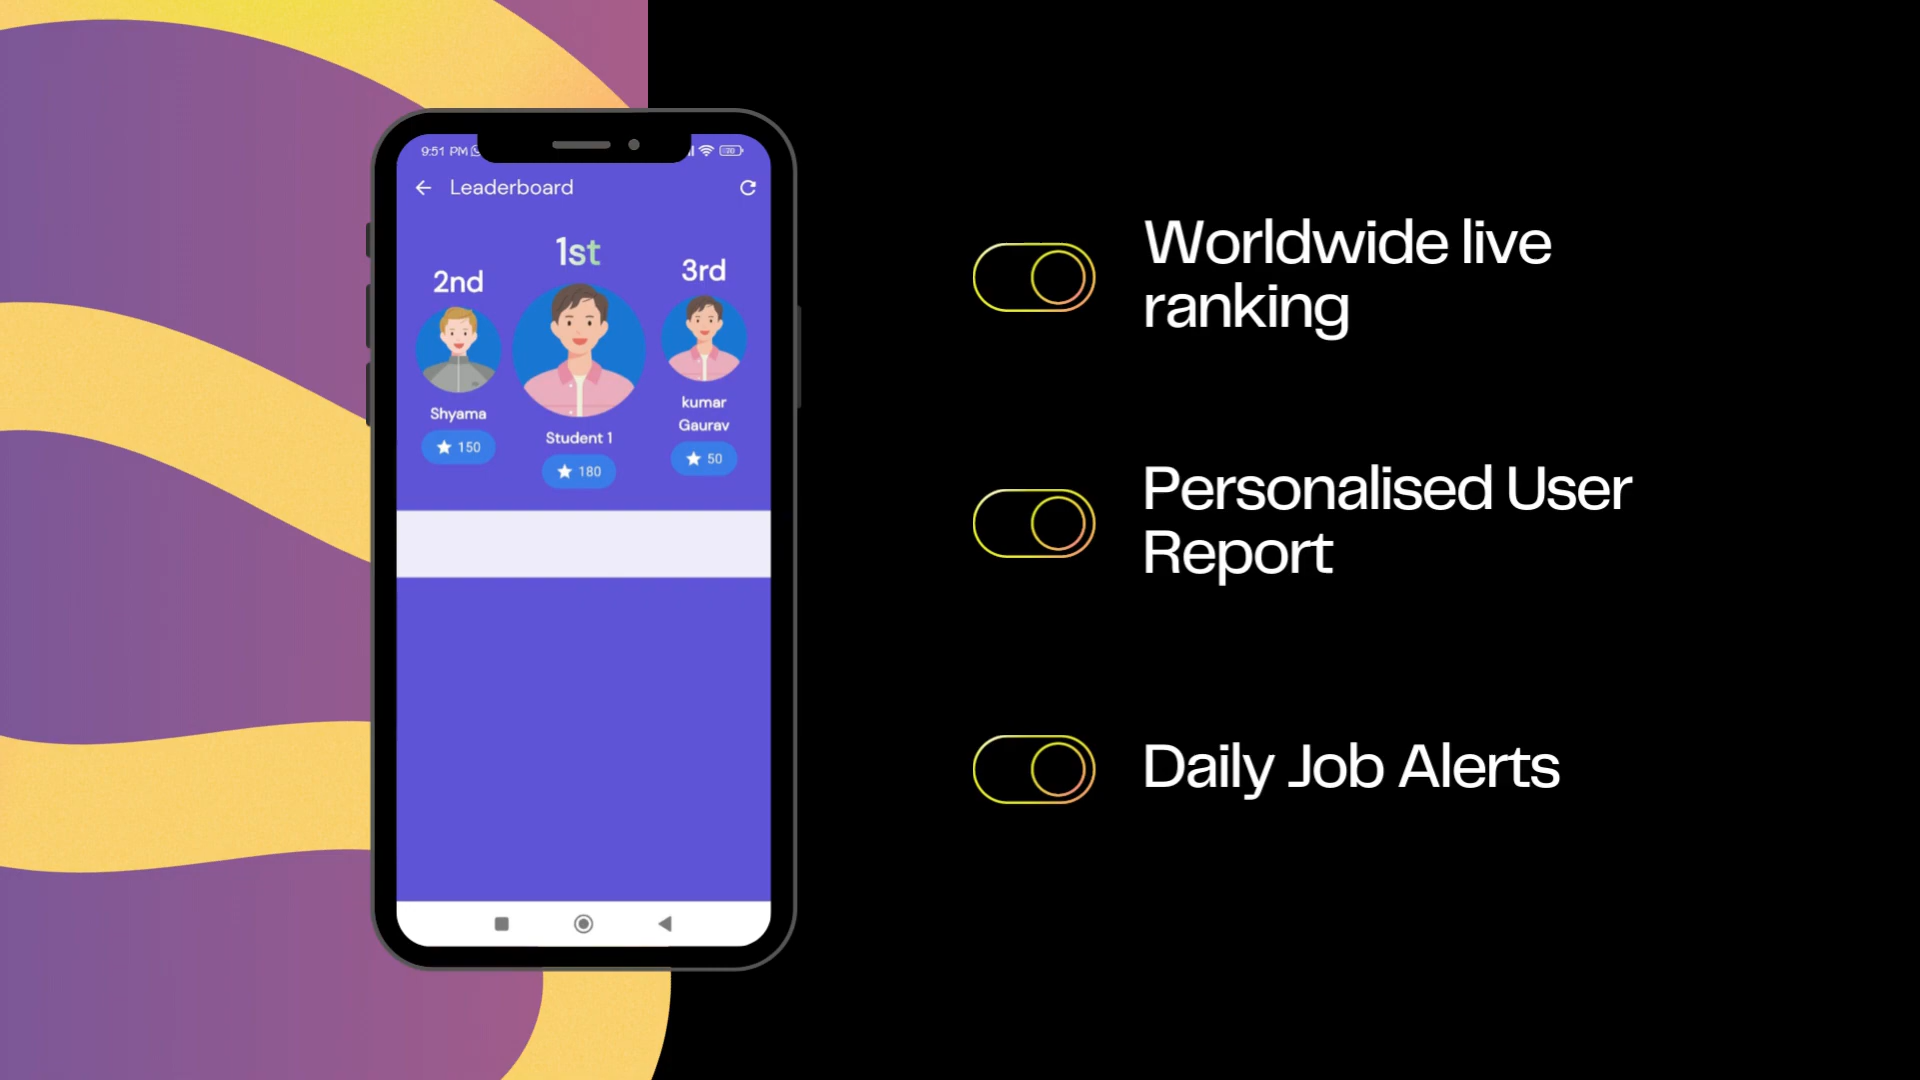 9:51 PM
Leaderboard
1st
2nd
3rd
Shyama
150
Student 1
180
kumar
Gaurav
50
Worldwide live
ranking
Personalised User
Report
Daily Job Alerts